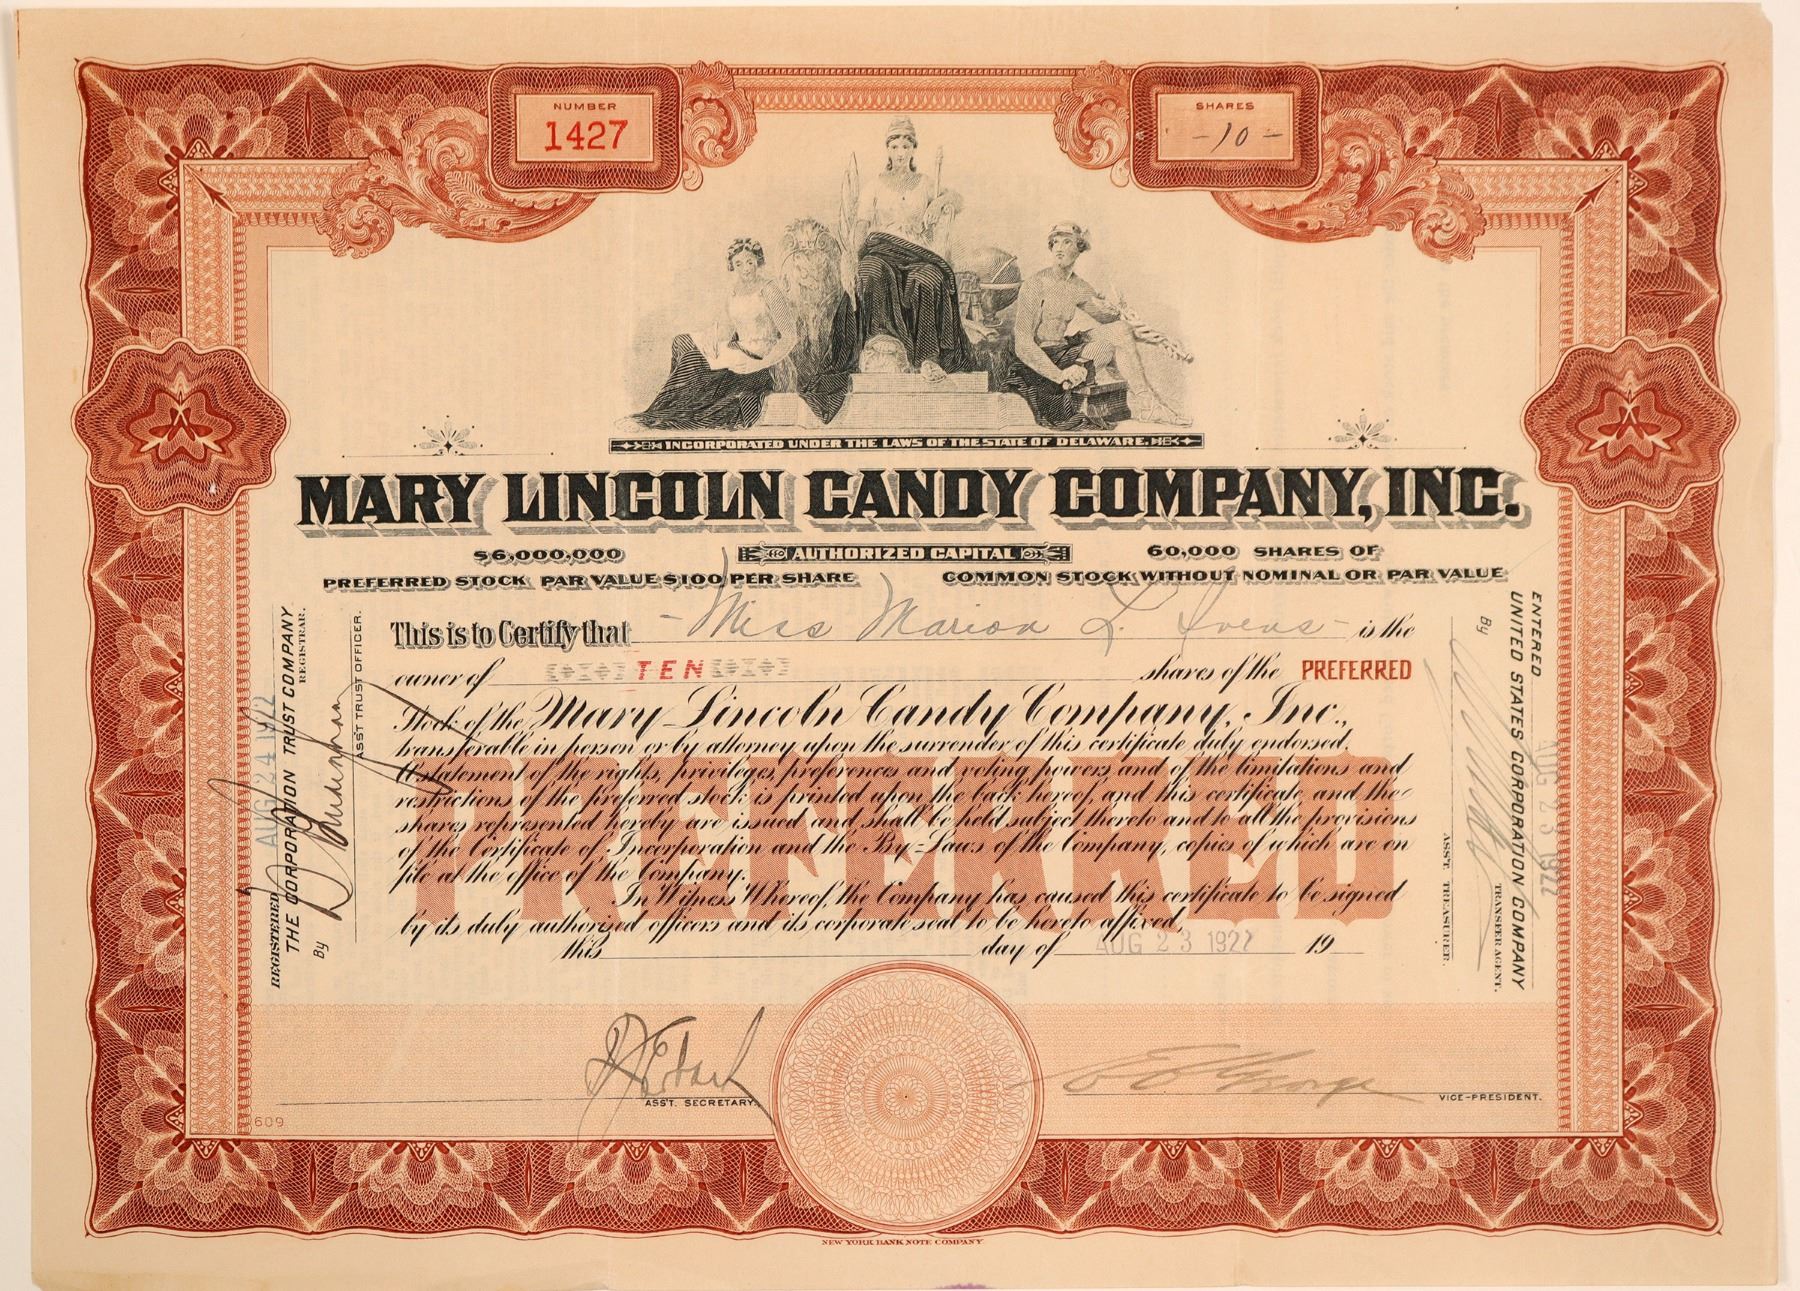 NUMBER
1427
SHARES
-10-
INCORPORATED UNDER THE LAWS OF THE STATE OF DELAWARE.
MARY LINCOLN CANDY COMPANY, INC.
$6,000,000 AUTHORIZED CAPITAL 60,000 SHARES OF
PREFERRED STOCK PAR VALUE $100 PER SHARE COMMON STOCK WITHOUT NOMINAL OR PAR VALUE
This is to Certify that - Miss Marion L. - is the
owner of TEN shares of the PREFERRED
Stock of the Mary Lincoln Candy Company, Inc.,
transferable in person or by attorney upon the surrender of this certificate duly endorsed.
A statement of the rights, privileges, preferences and voting powers, and of the limitations and
restrictions of the preferred stock is printed upon the back hereof, and this certificate and the
shares represented hereby are issued and shall be held subject thereto and to all the provisions
of the Certificate of Incorporation and the By-Laws of the Company, copies of which are on
file at the office of the Company.
In Witness Whereof, the Company has caused this certificate to be signed
by its duly authorized officers and its corporate seal to be hereto affixed,
this day of AUG 23 1922 19
PREFERRED
REGISTERED AUG 24 1922
THE CORPORATION TRUST COMPANY
REGISTRAR.
By
ASST TRUST OFFICER.
ENTERED AUG 23 1922
UNITED STATES CORPORATION COMPANY
TRANSFER AGENT.
By
ASST. TREASURER.
ASS'T. SECRETARY.
E E George
VICE-PRESIDENT.
609
NEW YORK BANK NOTE COMPANY